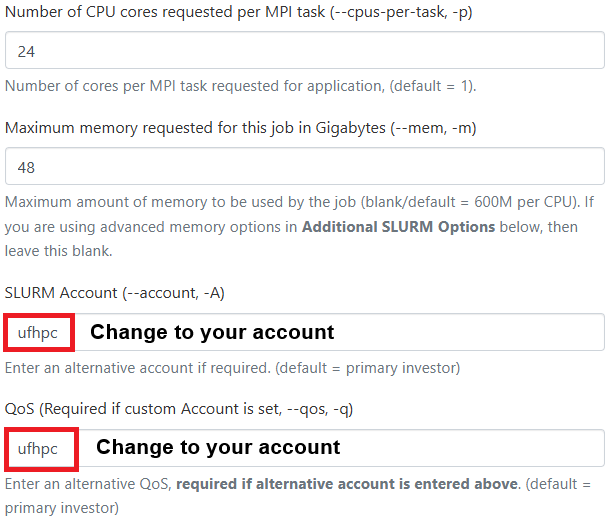 Number of CPU cores requested per MPI task (--cpus-per-task, -p)
24
Number of cores per MPI task requested for application, (default = 1).
Maximum memory requested for this job in Gigabytes (--mem, -m)
48
Maximum amount of memory to be used by the job (blank/default = 600M per CPU). If
you are using advanced memory options in Additional SLURM Options below, then
leave this blank.
SLURM Account (--account, -A)
ufhpc Change to your account
Enter an alternative account if required. (default = primary investor)
QoS (Required if custom Account is set, --qos, -q)
ufhpc Change to your account
Enter an alternative QoS, required if alternative account is entered above. (default =
primary investor)